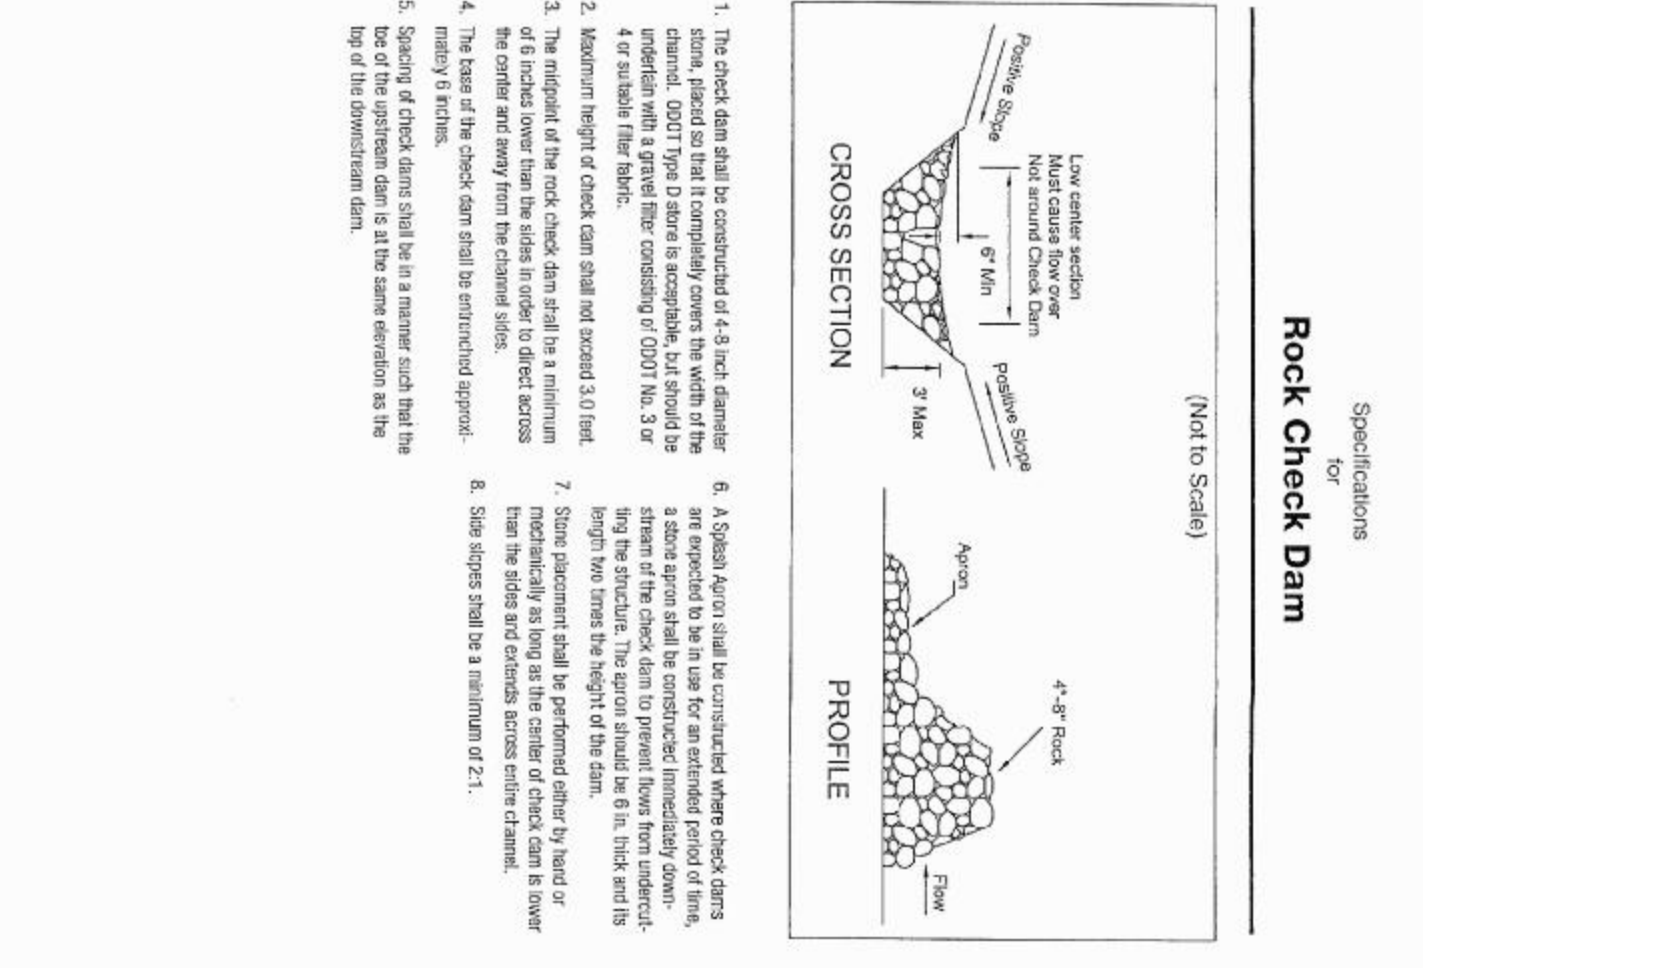 Specifications
for
Rock Check Dam
(Not to Scale)
Low center section
Must cause flow over
Not around Check Dam
Positive Slope
6" Min
Positive Slope
3' Max
CROSS SECTION
4"-8" Rock
Apron
Flow
PROFILE
1. The check dam shall be constructed of 4-8 inch diameter
stone, placed so that it completely covers the width of the
channel. ODOT Type D stone is acceptable, but should be
underlain with a gravel filter consisting of ODOT No. 3 or
4 or suitable filter fabric.
2. Maximum height of check dam shall not exceed 3.0 feet.
3. The midpoint of the rock check dam shall be a minimum
of 6 inches lower than the sides in order to direct across
the center and away from the channel sides.
4. The base of the check dam shall be entrenched approxi-
mately 6 inches.
5. Spacing of check dams shall be in a manner such that the
toe of the upstream dam is at the same elevation as the
top of the downstream dam.
6. A Splash Apron shall be constructed where check dams
are expected to be in use for an extended period of time,
a stone apron shall be constructed immediately down-
stream of the check dam to prevent flows from undercut-
ting the structure. The apron should be 6 in. thick and its
length two times the height of the dam.
7. Stone placement shall be performed either by hand or
mechanically as long as the center of check dam is lower
than the sides and extends across entire channel.
8. Side slopes shall be a minimum of 2:1.